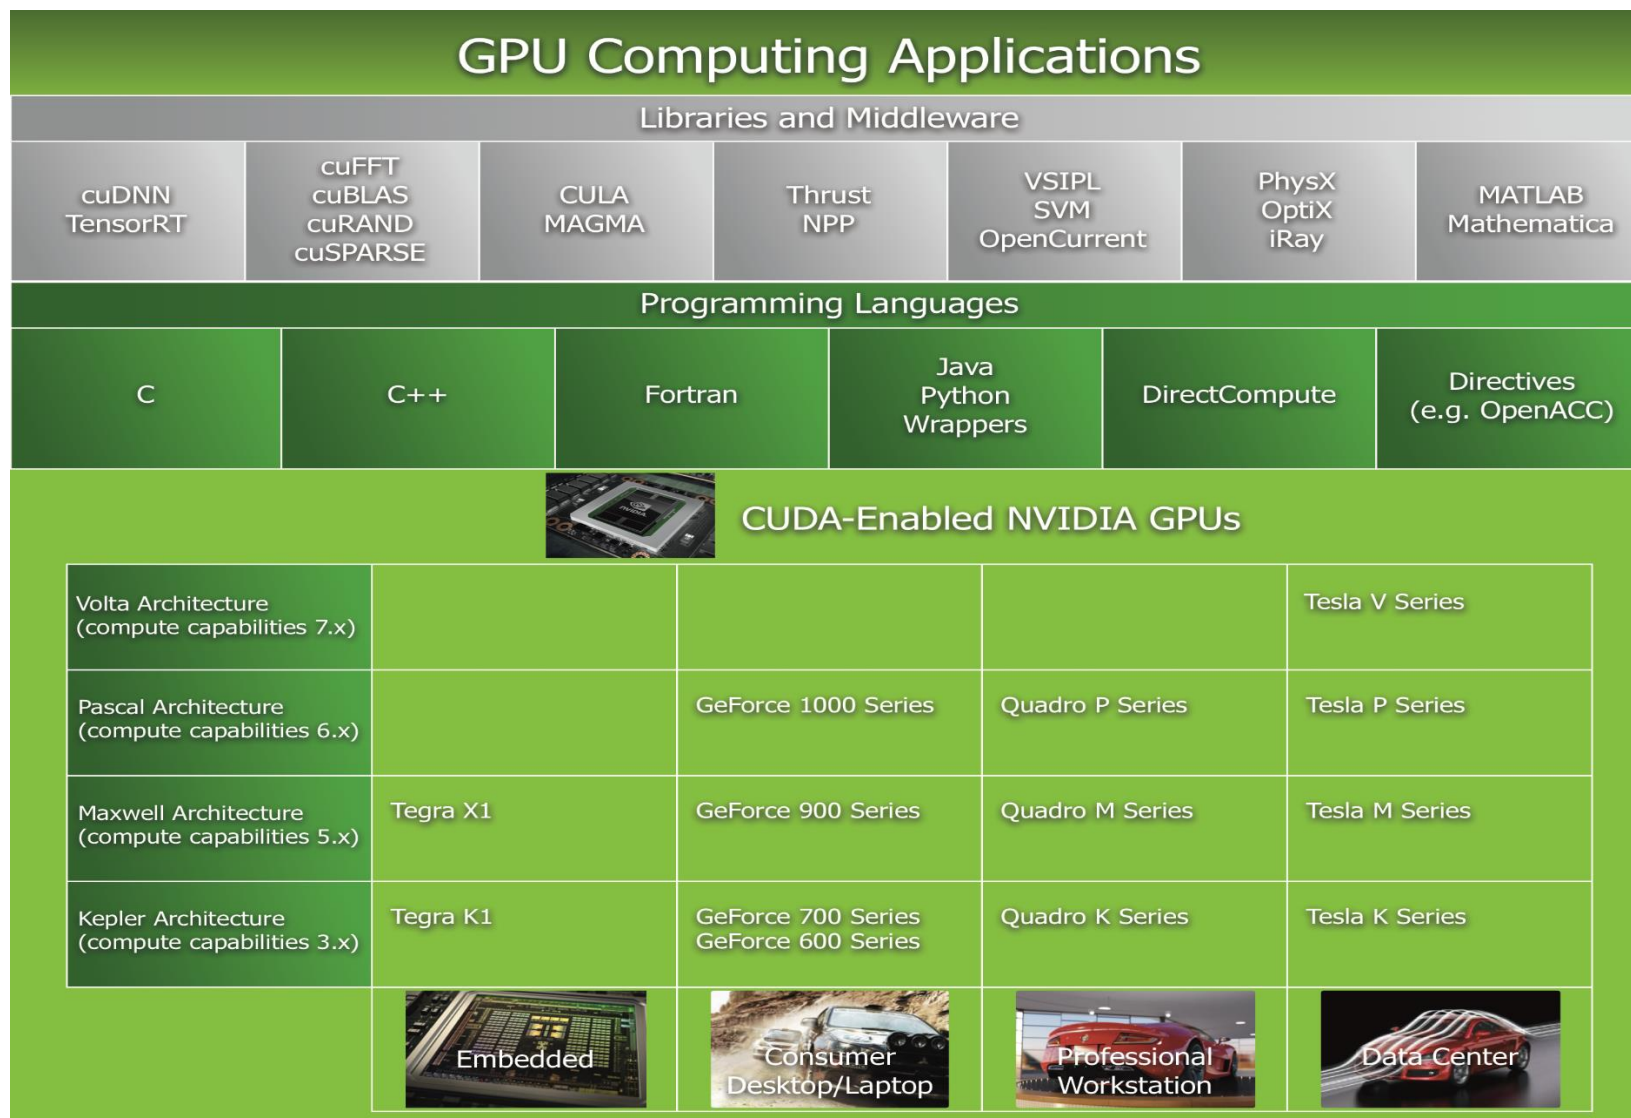 GPU Computing Applications
Libraries and Middleware
cuDNN
TensorRT
cuFFT
cuBLAS
cuRAND
cuSPARSE
CULA
MAGMA
Thrust
NPP
VSIPL
SVM
OpenCurrent
PhysX
OptiX
iRay
MATLAB
Mathematica
Programming Languages
C
C++
Fortran
Java
Python
Wrappers
DirectCompute
Directives
(e.g. OpenACC)
NVIDIA.
CUDA-Enabled NVIDIA GPUs
Volta Architecture
(compute capabilities 7.x)
Tesla V Series
Pascal Architecture
(compute capabilities 6.x)
GeForce 1000 Series
Quadro P Series
Tesla P Series
Maxwell Architecture
(compute capabilities 5.x)
Tegra X1
GeForce 900 Series
Quadro M Series
Tesla M Series
Kepler Architecture
(compute capabilities 3.x)
Tegra K1
GeForce 700 Series
GeForce 600 Series
Quadro K Series
Tesla K Series
Embedded
Consumer
Desktop/Laptop
Professional
Workstation
Data Center